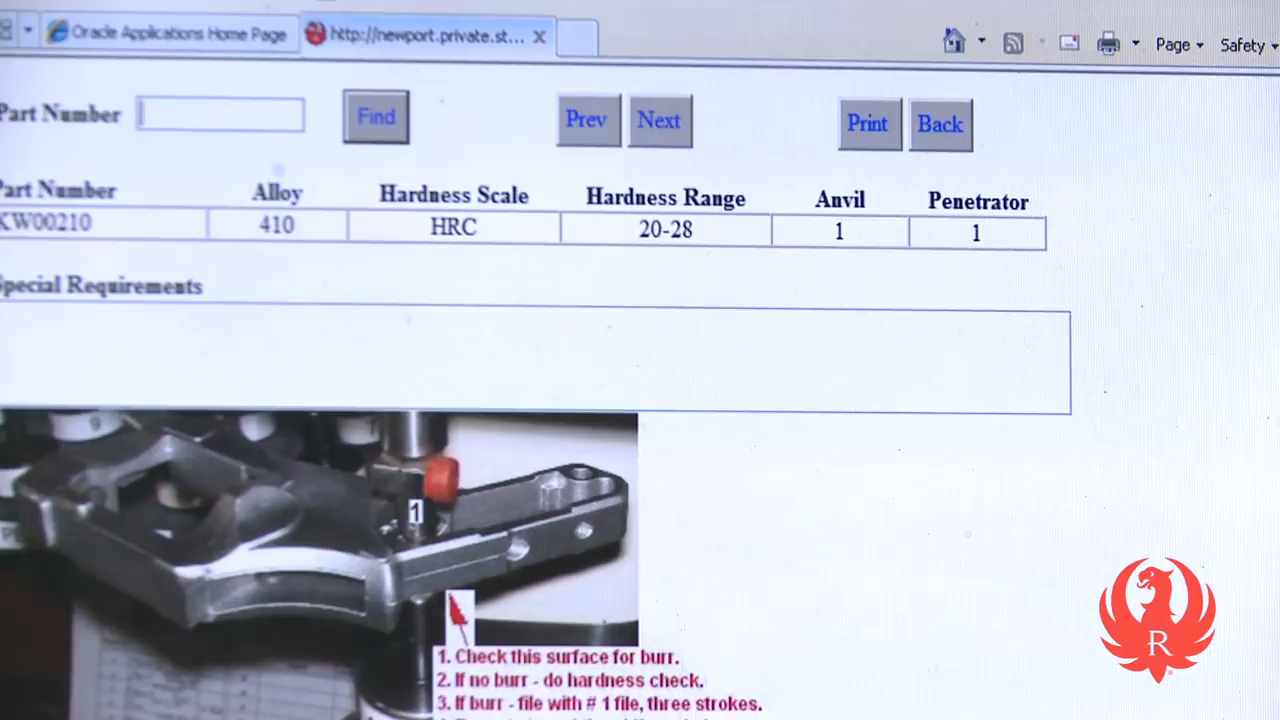 Oracle Applications Home Page http://newport.private.st... Page Safety
Part Number Find Prev Next Print Back
Part Number Alloy Hardness Scale Hardness Range Anvil Penetrator
KW00210 410 HRC 20-28 1 1
Special Requirements
9
1
1. Check this surface for burr.
2. If no burr - do hardness check.
3. If burr - file with # 1 file, three strokes.
R